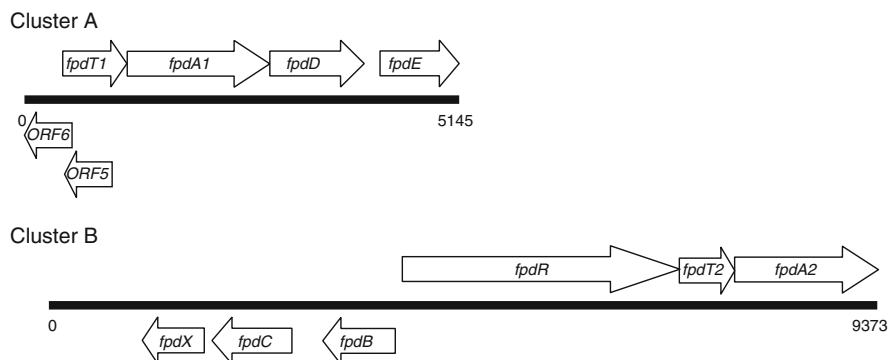 Cluster A
fpdT1 fpdA1 fpdD fpdE
0 5145
ORF6
ORF5
Cluster B
fpdR fpdT2 fpdA2
0 9373
fpdX fpdC fpdB